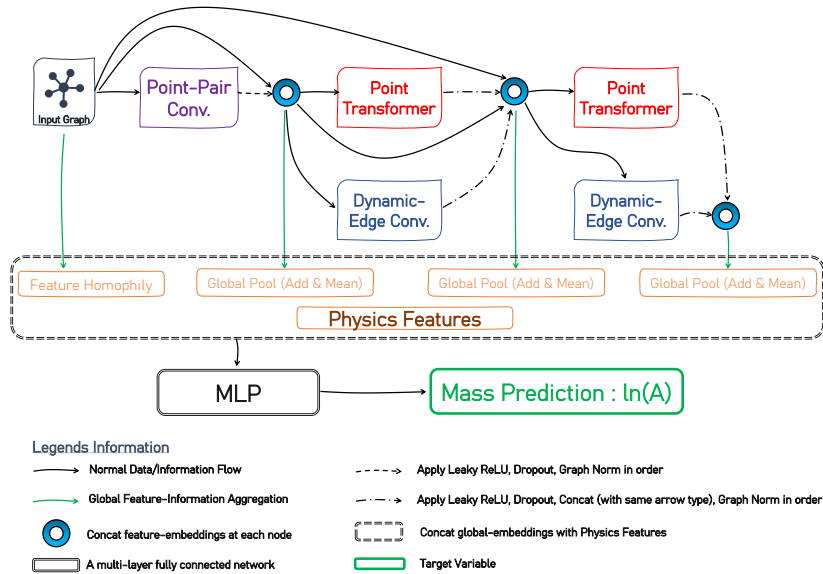 Input Graph
Point-Pair
Conv.
Point
Transformer
Point
Transformer
Dynamic-
Edge Conv.
Dynamic-
Edge Conv.
Feature Homophily
Global Pool (Add & Mean)
Global Pool (Add & Mean)
Global Pool (Add & Mean)
Physics Features
MLP
Mass Prediction : ln(A)
Legends Information
Normal Data/Information Flow
Apply Leaky ReLU, Dropout, Graph Norm in order
Global Feature-Information Aggregation
Apply Leaky ReLU, Dropout, Concat (with same arrow type), Graph Norm in order
Concat feature-embeddings at each node
Concat global-embeddings with Physics Features
A multi-layer fully connected network
Target Variable